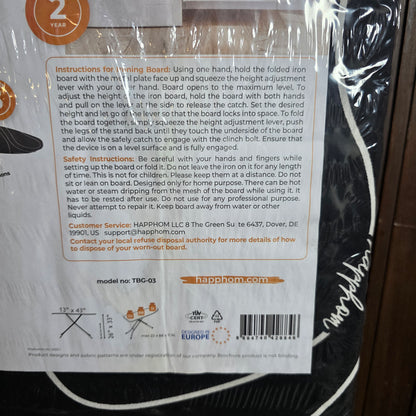 2
YEAR
Instructions for Ironing Board: Using one hand, hold the folded iron
board with the metal plate face up and squeeze the height adjustment
lever with your other hand. Board opens to the maximum level. To
adjust the height of the iron board, hold the board with both hands
and pull on the lever at the side to release the catch. Set the desired
height and let go of the lever so that the board locks into space. To fold
the board together, simply squeeze the height adjustment lever, push
the legs of the stand back until they touch the underside of the board
and allow the safety catch to engage with the clinch bolt. Ensure that
the device is on a level surface and is fully engaged.
Safety Instructions: Be careful with your hands and fingers while
setting up the board or fold it. Do not leave the iron on it for any length
of time. This is not for children. Please keep them at a distance. Do not
sit or lean on board. Designed only for home purpose. There can be hot
water or steam dripping from the mesh of the board while using it. It
has to be rested after use. Do not use for any professional purpose.
Never attempt to repair it. Keep board away from water or other
liquids.
Customer Service: HAPPHOM LLC 8 The Green Su te 6437, Dover, DE
19901, US support@happhom.com
Contact your local refuse disposal authority for more details of how
to dispose of your worn-out board.
model no: TBG-03
happhom.com
13" x 43"
TÜV
CERT
DESIGNED IN
EUROPE
Product designs and fabric patterns are under registration of our company. Brochure product is not binding.
Happhom